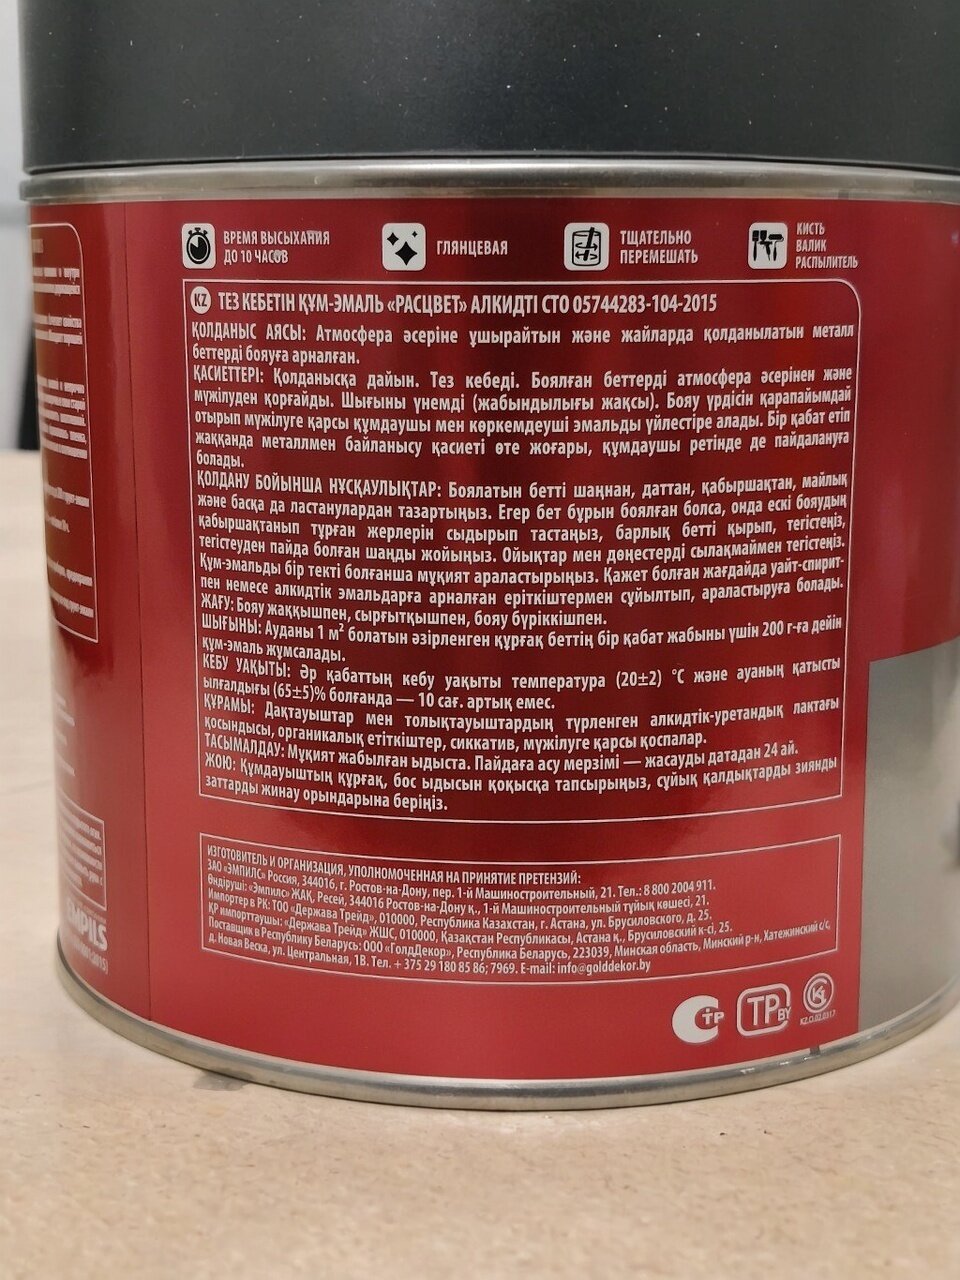 ВРЕМЯ ВЫСЫХАНИЯ
ДО 10 ЧАСОВ
ГЛЯНЦЕВАЯ
ТЩАТЕЛЬНО
ПЕРЕМЕШАТЬ
КИСТЬ
ВАЛИК
РАСПЫЛИТЕЛЬ
KZ ТЕЗ КЕБЕТІН ҚҰМ-ЭМАЛЬ «РАСЦВЕТ» АЛКИДТІ СТО 05744283-104-2015
ҚОЛДАНЫС АЯСЫ: Атмосфера әсеріне ұшырайтын және жайларда қолданылатын металл
беттерді бояуға арналған.
ҚАСИЕТТЕРІ: Қолданысқа дайын. Тез кебеді. Боялған беттерді атмосфера әсерінен және
мүжілуден қорғайды. Шығыны үнемді (жабындылығы жақсы). Бояу үрдісін қарапайымдай
отырып мүжілуге қарсы құмдаушы мен көркемдеуші эмальды үйлестіре алады. Бір қабат етіп
жаққанда металлмен байланысу қасиеті өте жоғары, құмдаушы ретінде де пайдалануға
болады.
ҚОЛДАНУ БОЙЫНША НҰСҚАУЛЫҚТАР: Боялатын бетті шаңнан, даттан, қабыршақтан, майлық
және басқа да ластанулардан тазартыңыз. Егер бет бұрын боялған болса, онда ескі бояудың
қабыршақтанып тұрған жерлерін сыдырып тастаңыз, барлық бетті қырып, тегістеңіз,
тегістеуден пайда болған шаңды жойыңыз. Ойықтар мен дөңестерді сылақмаймен тегістеңіз.
Құм-эмальды бір текті болғанша мұқият араластырыңыз. Қажет болған жағдайда уайт-спирит-
пен немесе алкидтік эмальдарға арналған еріткіштермен сұйылтып, араластыруға болады.
ЖАҒУ: Бояу жаққышпен, сырғытқышпен, бояу бүріккішпен.
ШЫҒЫНЫ: Ауданы 1 м² болатын әзірленген құрғақ беттің бір қабат жабыны үшін 200 г-ға дейін
құм-эмаль жұмсалады.
КЕБУ УАҚЫТЫ: Әр қабаттың кебу уақыты температура (20±2) °С және ауаның қатысты
ылғалдығы (65±5)% болғанда — 10 сағ. артық емес.
ҚҰРАМЫ: Дақтауыштар мен толықтауыштардың түрленген алкидтік-уретандық лактағы
қосындысы, органикалық етіткіштер, сиккатив, мүжілуге қарсы қоспалар.
ТАСЫМАЛДАУ: Мұқият жабылған ыдыста. Пайдаға асу мерзімі — жасауды датадан 24 ай.
ЖОЮ: Құмдауыштың құрғақ, бос ыдысын қоқысқа тапсырыңыз, сұйық қалдықтарды зиянды
заттарды жинау орындарына беріңіз.
ИЗГОТОВИТЕЛЬ И ОРГАНИЗАЦИЯ, УПОЛНОМОЧЕННАЯ НА ПРИНЯТИЕ ПРЕТЕНЗИЙ:
ЗАО «ЭМПИЛС» Россия, 344016, г. Ростов-на-Дону, пер. 1-й Машиностроительный, 21. Тел.: 8 800 2004 911.
Өндіруші: «Эмпилс» ЖАҚ, Ресей, 344016 Ростов-на-Дону қ., 1-й Машиностроительный тұйық көшесі, 21.
Импортер в РК: ТОО «Держава Трейд», 010000, Республика Казахстан, г. Астана, ул. Брусиловского, д. 25.
ҚР импорттаушы: «Держава Трейд» ЖШС, 010000, Қазақстан Республикасы, Астана қ., Брусиловский к-сі, 25.
Поставщик в Республику Беларусь: ООО «ГолдДекор», Республика Беларусь, 223039, Минская область, Минский р-н, Хатежинский с/с,
д. Новая Веска, ул. Центральная, 1В. Тел. + 375 29 180 85 86; 7969. E-mail: info@golddekor.by
TP
TP BY
KZ.O.02.0317
EMPILS